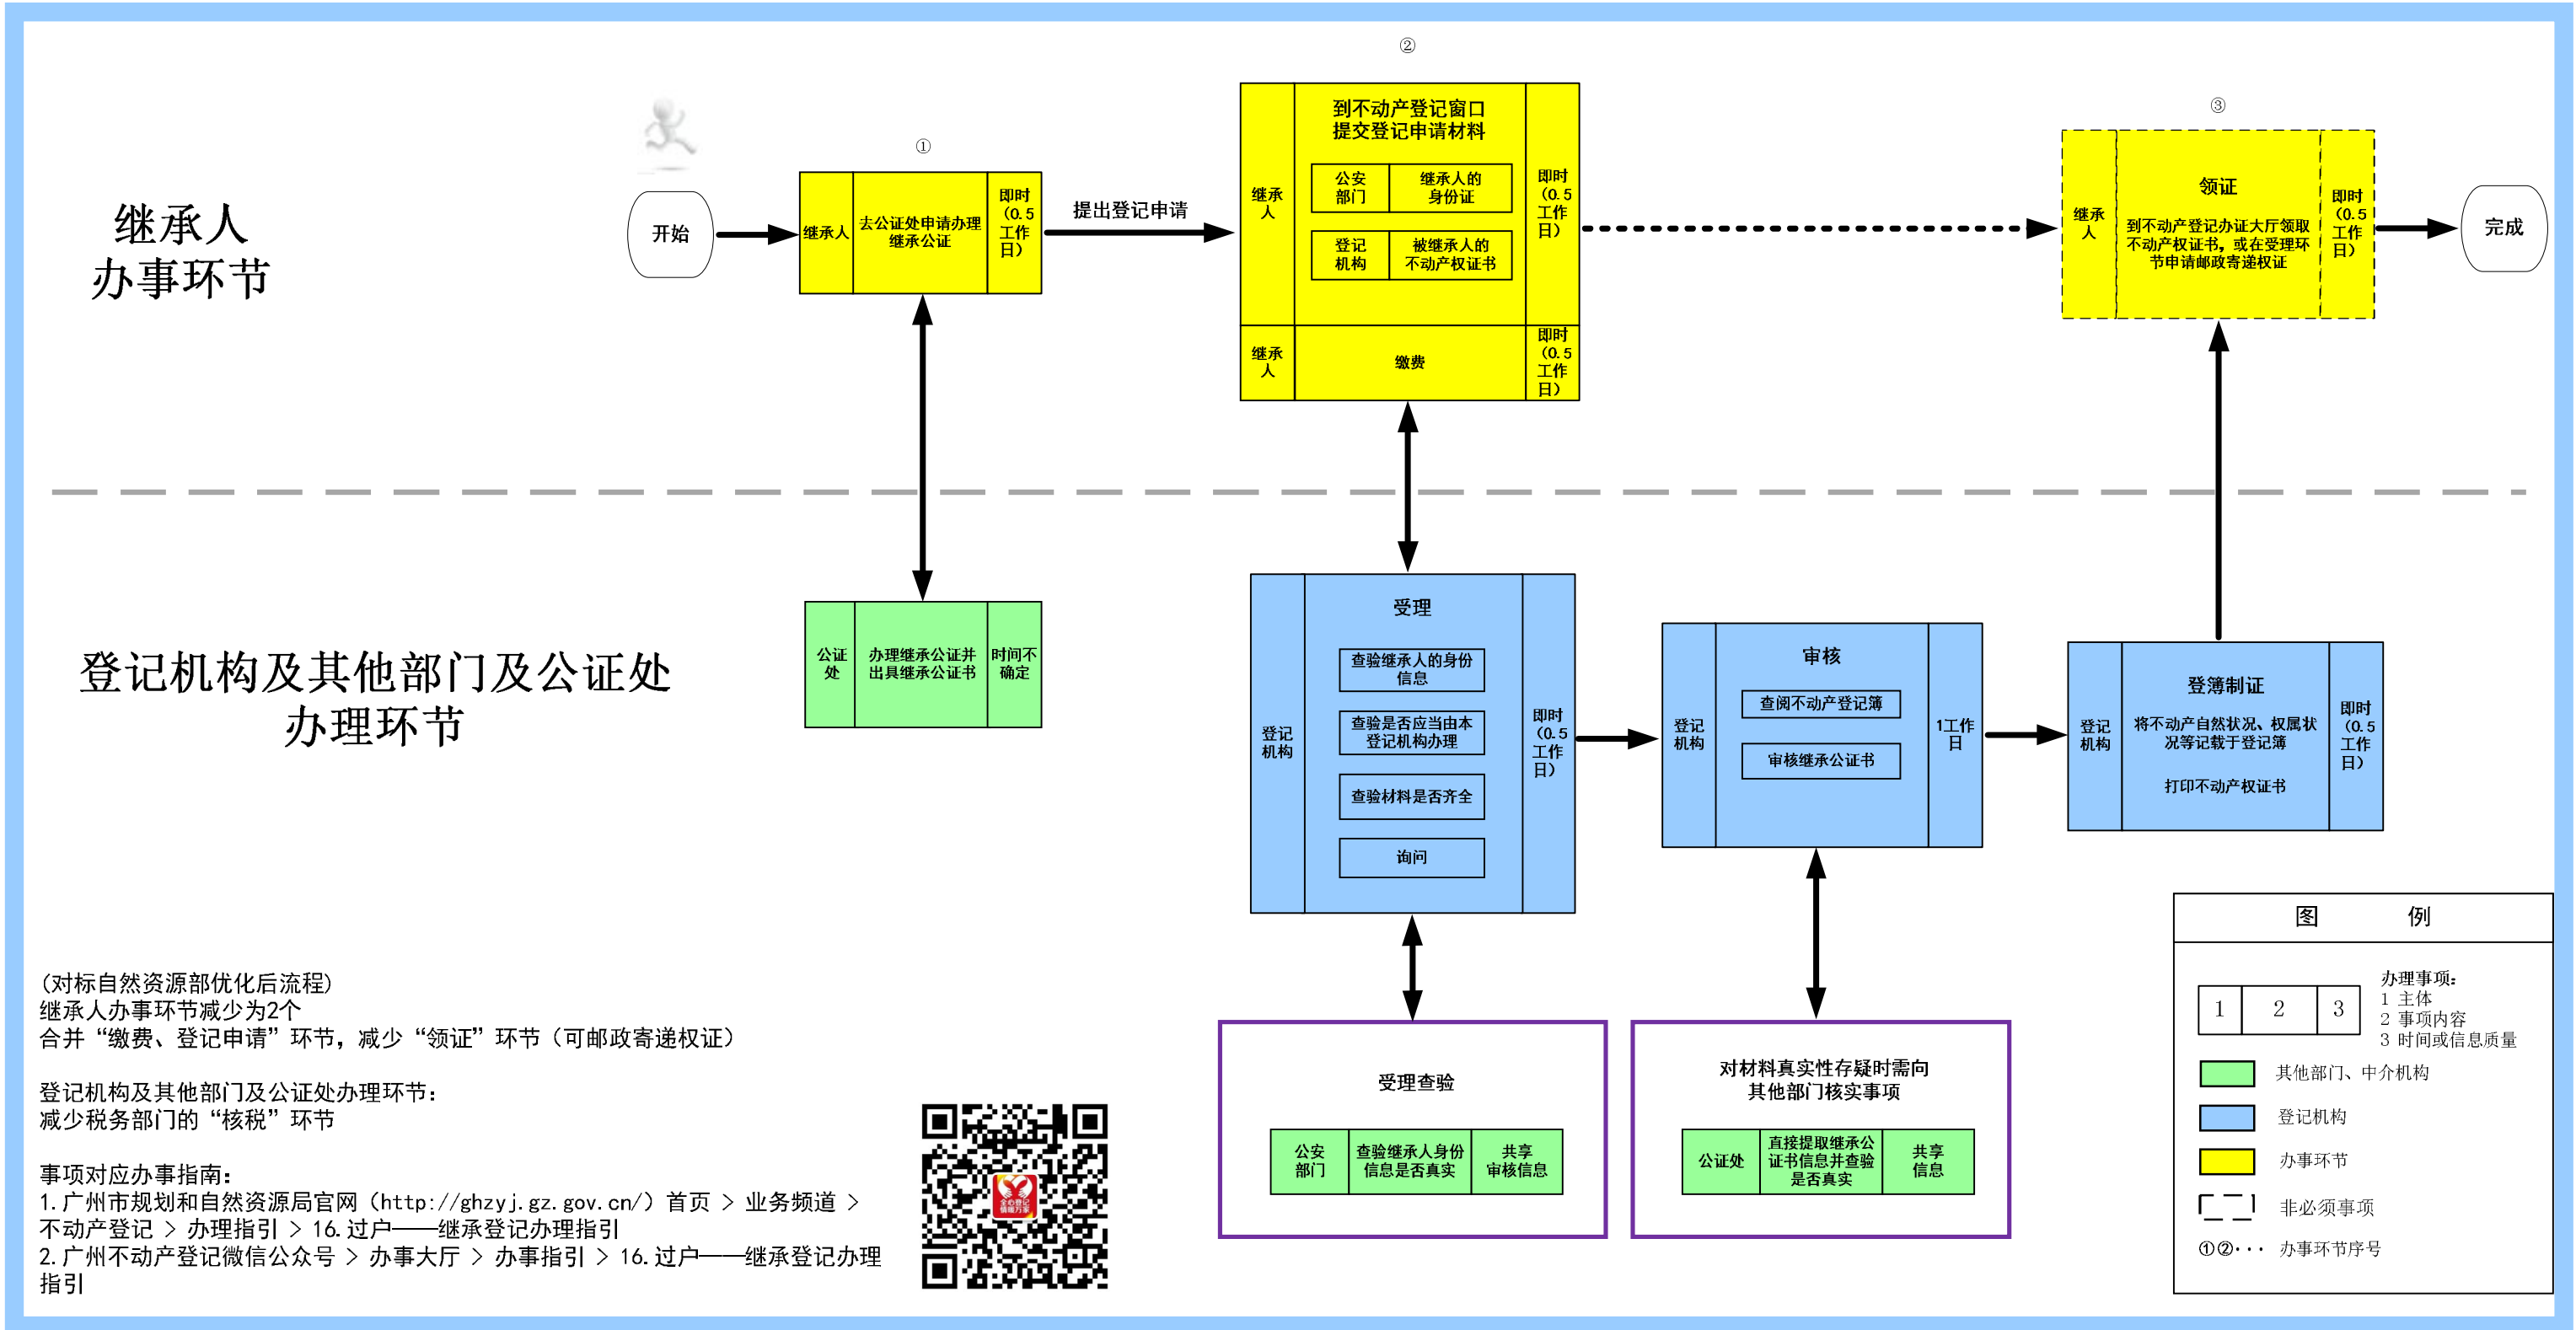 ②
③
①
继承人
办事环节
开始
继承人
去公证处申请办理
继承公证
即时
（0.5
工作
日）
提出登记申请
继承
人
到不动产登记窗口
提交登记申请材料
公安
部门
继承人的
身份证
登记
机构
被继承人的
不动产权证书
即时
（0.5
工作
日）
继承
人
缴费
即时
（0.5
工作
日）
继承
人
领证
到不动产登记办证大厅领取
不动产权证书，或在受理环
节申请邮政寄递权证
即时
（0.5
工作
日）
完成
登记机构及其他部门及公证处
办理环节
公证
处
办理继承公证并
出具继承公证书
时间不
确定
登记
机构
受理
查验继承人的身份
信息
查验是否应当由本
登记机构办理
查验材料是否齐全
询问
即时
（0.5
工作
日）
登记
机构
审核
查阅不动产登记簿
审核继承公证书
1工作
日
登记
机构
登簿制证
将不动产自然状况、权属状
况等记载于登记簿
打印不动产权证书
即时
（0.5
工作
日）
受理查验
公安
部门
查验继承人身份
信息是否真实
共享
审核信息
对材料真实性存疑时需向
其他部门核实事项
公证处
直接提取继承公
证书信息并查验
是否真实
共享
信息
(对标自然资源部优化后流程)
继承人办事环节减少为2个
合并“缴费、登记申请”环节，减少“领证”环节（可邮政寄递权证）
登记机构及其他部门及公证处办理环节：
减少税务部门的“核税”环节
事项对应办事指南：
1.广州市规划和自然资源局官网（http://ghzyj.gz.gov.cn/）首页 > 业务频道 >
不动产登记 > 办理指引 > 16.过户——继承登记办理指引
2.广州不动产登记微信公众号 > 办事大厅 > 办事指引 > 16.过户——继承登记办理
指引
全心登记
情暖万家
图 例
1 2 3
办理事项：
1 主体
2 事项内容
3 时间或信息质量
其他部门、中介机构
登记机构
办事环节
非必须事项
①②··· 办事环节序号